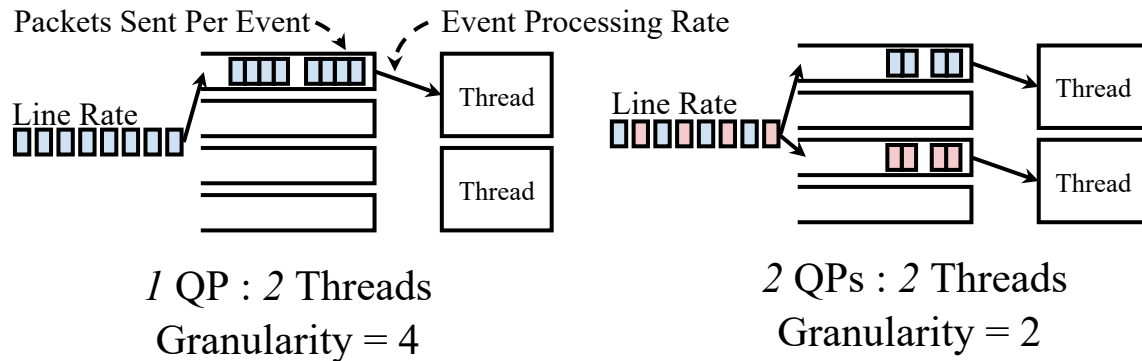 Packets Sent Per Event
Event Processing Rate
Line Rate
Thread
Thread
1 QP : 2 Threads
Granularity = 4
Line Rate
Thread
Thread
2 QPs : 2 Threads
Granularity = 2